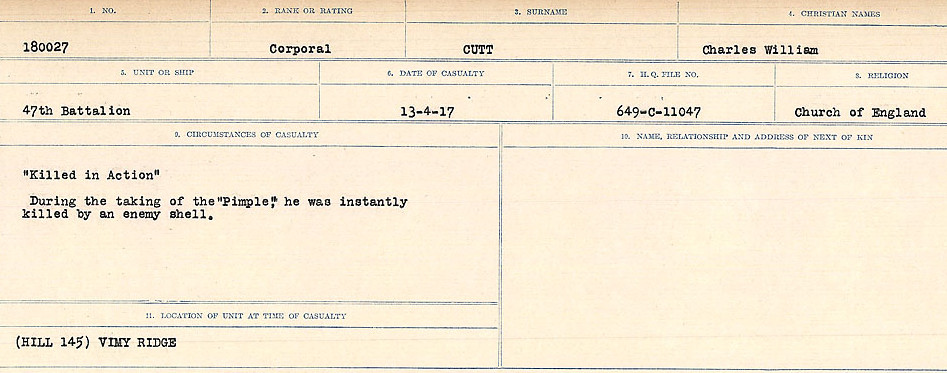 1. NO. 2. RANK OR RATING 3. SURNAME 4. CHRISTIAN NAMES
180027 Corporal CUTT Charles William
5. UNIT OR SHIP 6. DATE OF CASUALTY 7. H.Q. FILE NO. 8. RELIGION
47th Battalion 13-4-17 649-C-11047 Church of England
9. CIRCUMSTANCES OF CASUALTY 10. NAME, RELATIONSHIP AND ADDRESS OF NEXT OF KIN
"Killed in Action"
During the taking of the "Pimple", he was instantly
killed by an enemy shell.
11. LOCATION OF UNIT AT TIME OF CASUALTY
(HILL 145) VIMY RIDGE